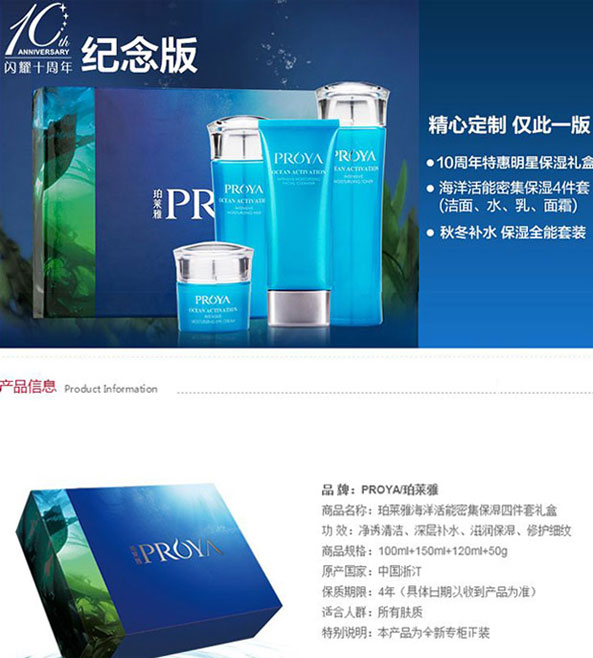 10th
ANNIVERSARY
闪耀十周年
纪念版
精心定制 仅此一版
●10周年特惠明星保湿礼盒
●海洋活能密集保湿4件套
(洁面、水、乳、面霜)
●秋冬补水 保湿全能套装
珀莱雅
PR
PROYA
OCEAN ACTIVATION
INTENSIVE
PROYA
OCEAN ACTIVATION
FACIAL CLEANSER
PROYA
OCEAN ACTIVATION
INTENSIVE
MOISTURIZING TONER
PROYA
OCEAN ACTIVATION
产品信息 Product Information
珀莱雅 PROYA
品 牌：PROYA/珀莱雅
商品名称：珀莱雅海洋活能密集保湿四件套礼盒
功 效：净透清洁、深层补水、滋润保湿、修护细纹
商品规格：100ml+150ml+120ml+50g
原产国家：中国浙江
保质期限：4年（具体日期以收到产品为准）
适合人群：所有肤质
特别说明：本产品为全新专柜正装